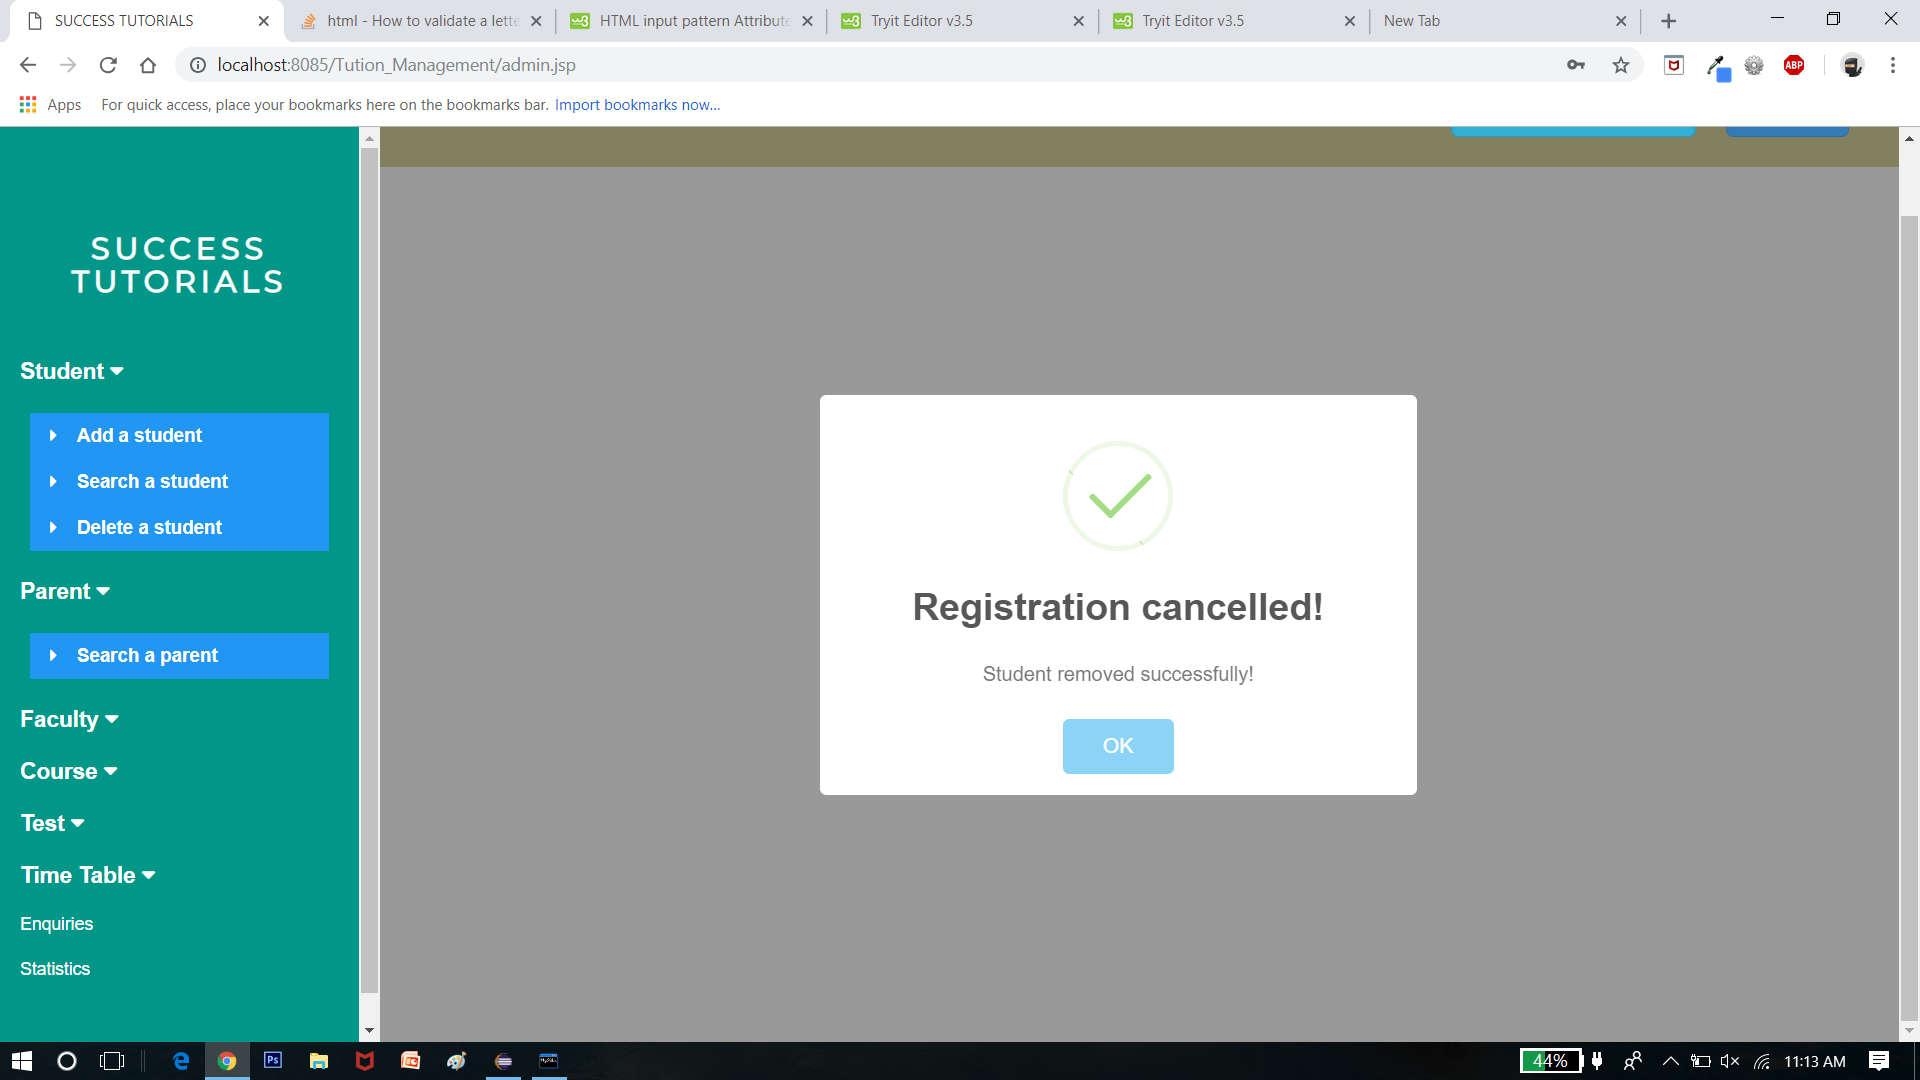 SUCCESS TUTORIALS
html - How to validate a lette
HTML input pattern Attribute
Tryit Editor v3.5
Tryit Editor v3.5
New Tab
localhost:8085/Tution_Management/admin.jsp
ABP
Apps
For quick access, place your bookmarks here on the bookmarks bar. Import bookmarks now...
SUCCESS
TUTORIALS
Student
Add a student
Search a student
Delete a student
Parent
Search a parent
Faculty
Course
Test
Time Table
Enquiries
Statistics
Registration cancelled!
Student removed successfully!
OK
Ps
44%
11:13 AM